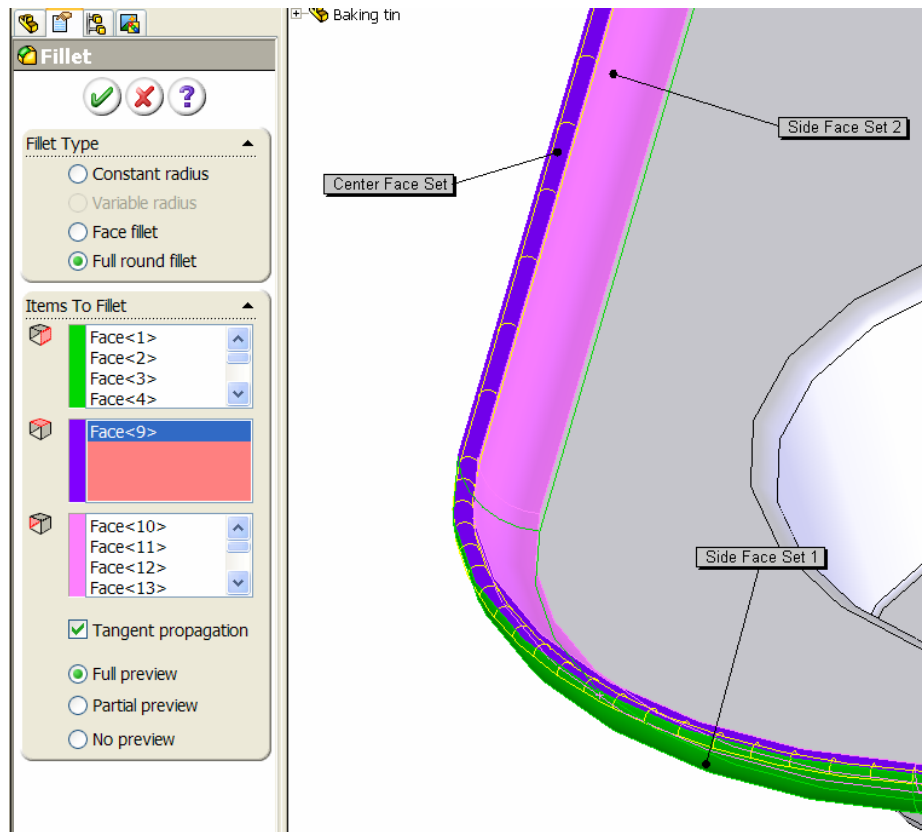 Baking tin
Fillet
?
Fillet Type
Constant radius
Variable radius
Face fillet
Full round fillet
Items To Fillet
Face<1>
Face<2>
Face<3>
Face<4>
Face<9>
Face<10>
Face<11>
Face<12>
Face<13>
Tangent propagation
Full preview
Partial preview
No preview
Side Face Set 2
Center Face Set
Side Face Set 1